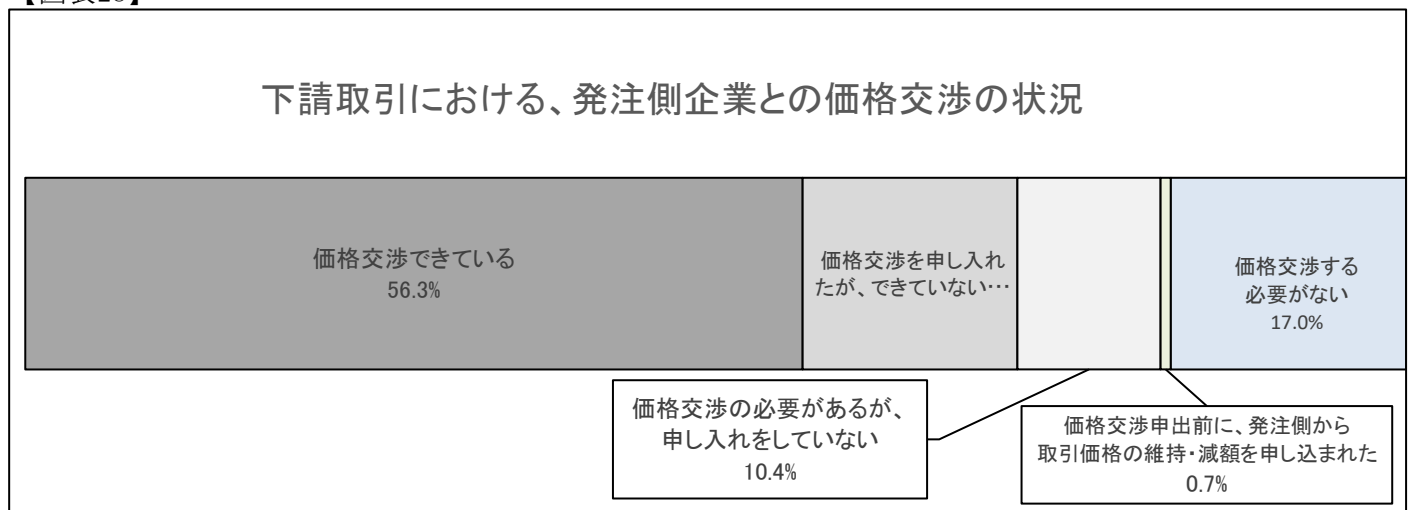 下請取引における、発注側企業との価格交渉の状況
価格交渉できている
56.3%
価格交渉を申し入れ
たが、できていない…
価格交渉する
必要がない
17.0%
価格交渉の必要があるが、
申し入れをしていない
10.4%
価格交渉申出前に、発注側から
取引価格の維持・減額を申し込まれた
0.7%